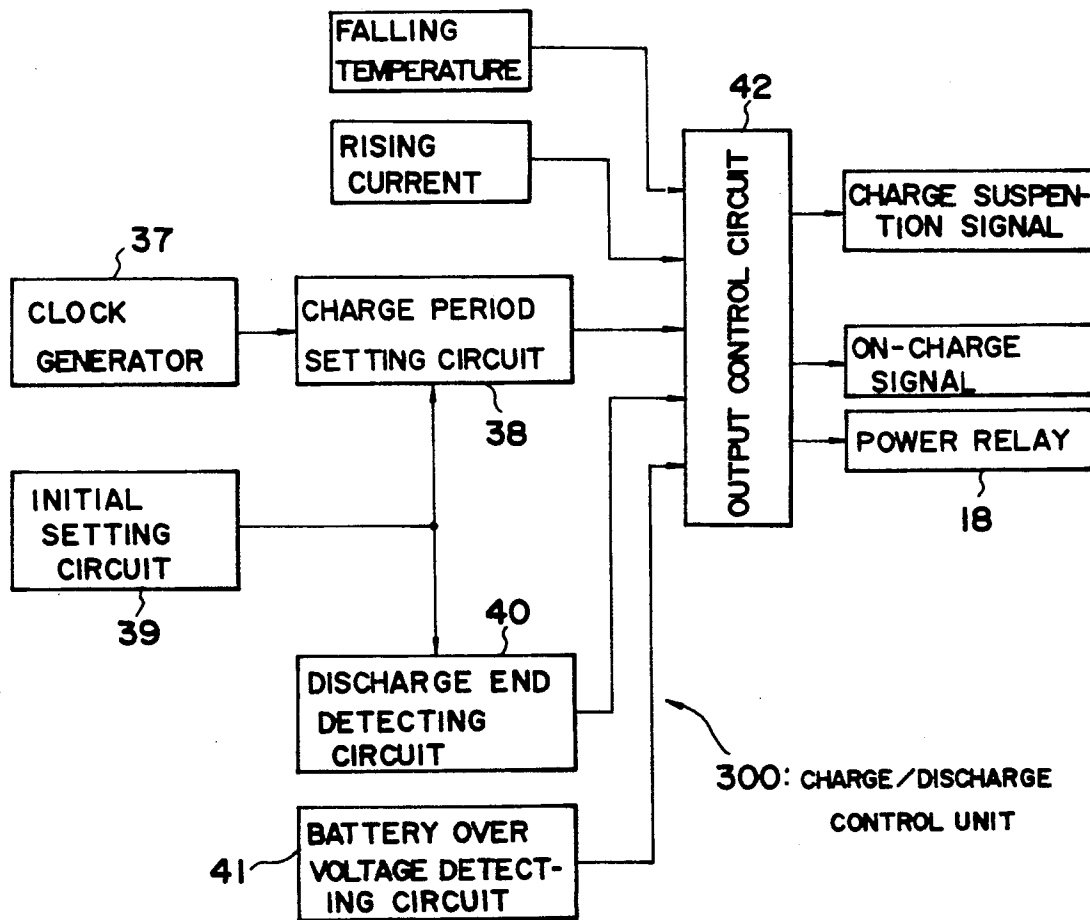 FALLING
TEMPERATURE
RISING
CURRENT
42
OUTPUT CONTROL CIRCUIT
CHARGE SUSPEN-
TION SIGNAL
37
CLOCK
GENERATOR
CHARGE PERIOD
SETTING CIRCUIT
38
ON-CHARGE
SIGNAL
POWER RELAY
18
INITIAL
SETTING
CIRCUIT
39
40
DISCHARGE END
DETECTING
CIRCUIT
300: CHARGE/DISCHARGE
CONTROL UNIT
41
BATTERY OVER
VOLTAGE DETECT-
ING CIRCUIT